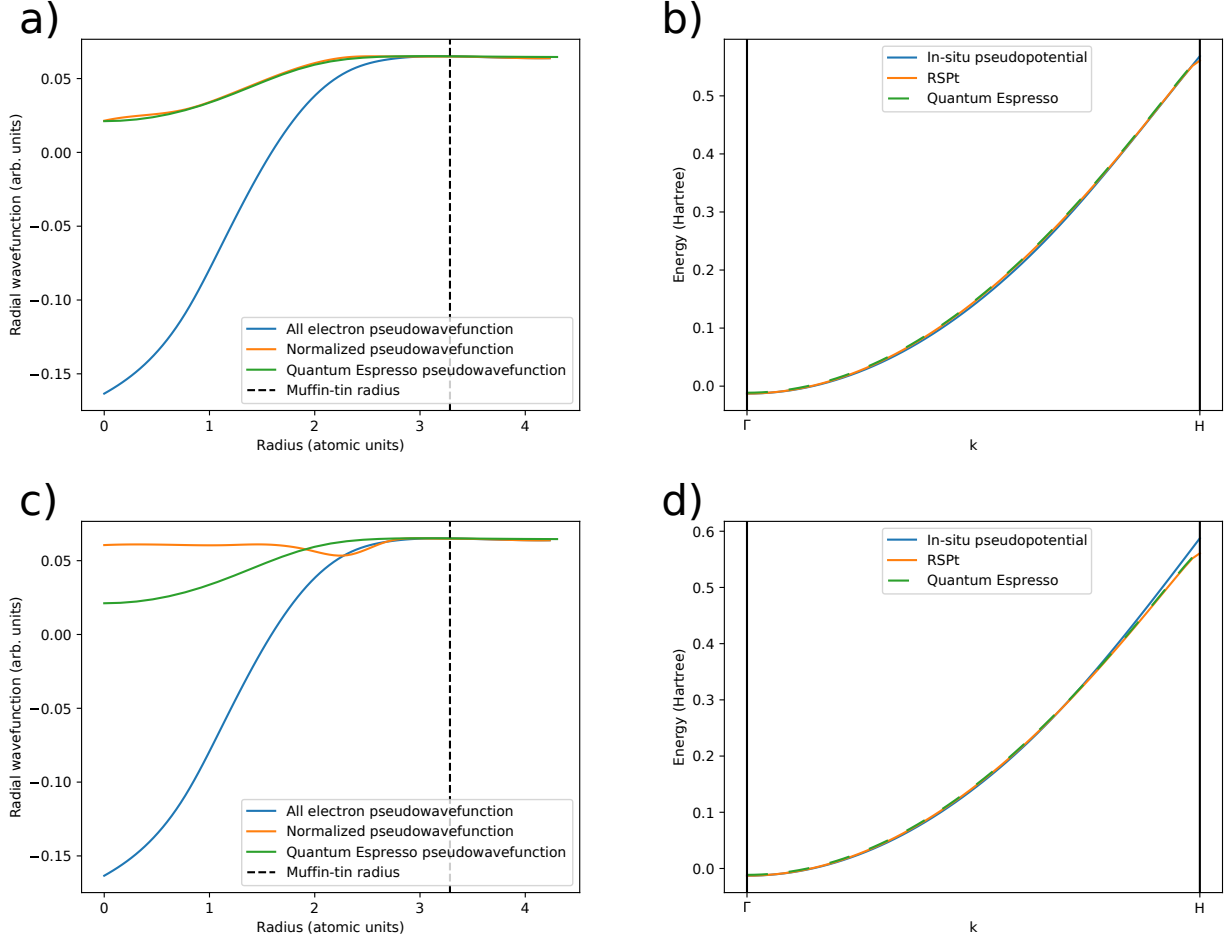 a)
Radial wavefunction (arb. units)
0.05
0.00
−0.05
−0.10
−0.15
0
1
2
3
4
Radius (atomic units)
All electron pseudowavefunction
Normalized pseudowavefunction
Quantum Espresso pseudowavefunction
Muffin-tin radius
b)
Energy (Hartree)
0.5
0.4
0.3
0.2
0.1
0.0
Γ
H
k
In-situ pseudopotential
RSPt
Quantum Espresso
c)
Radial wavefunction (arb. units)
0.05
0.00
−0.05
−0.10
−0.15
0
1
2
3
4
Radius (atomic units)
All electron pseudowavefunction
Normalized pseudowavefunction
Quantum Espresso pseudowavefunction
Muffin-tin radius
d)
Energy (Hartree)
0.6
0.5
0.4
0.3
0.2
0.1
0.0
Γ
H
k
In-situ pseudopotential
RSPt
Quantum Espresso